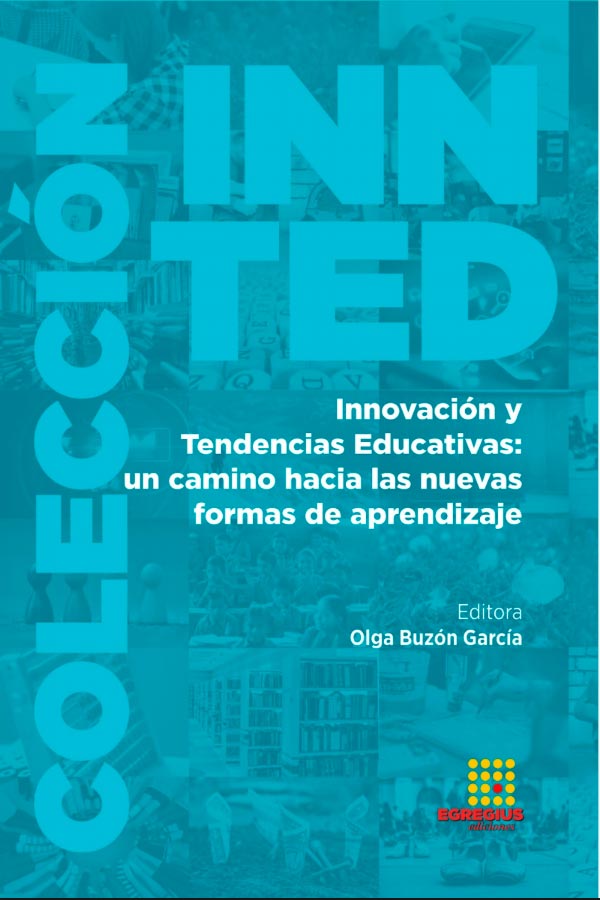 COLECCIÓN
INN
TED
Innovación y
Tendencias Educativas:
un camino hacia las nuevas
formas de aprendizaje
Editora
Olga Buzón García
EGREGIUS
ediciones